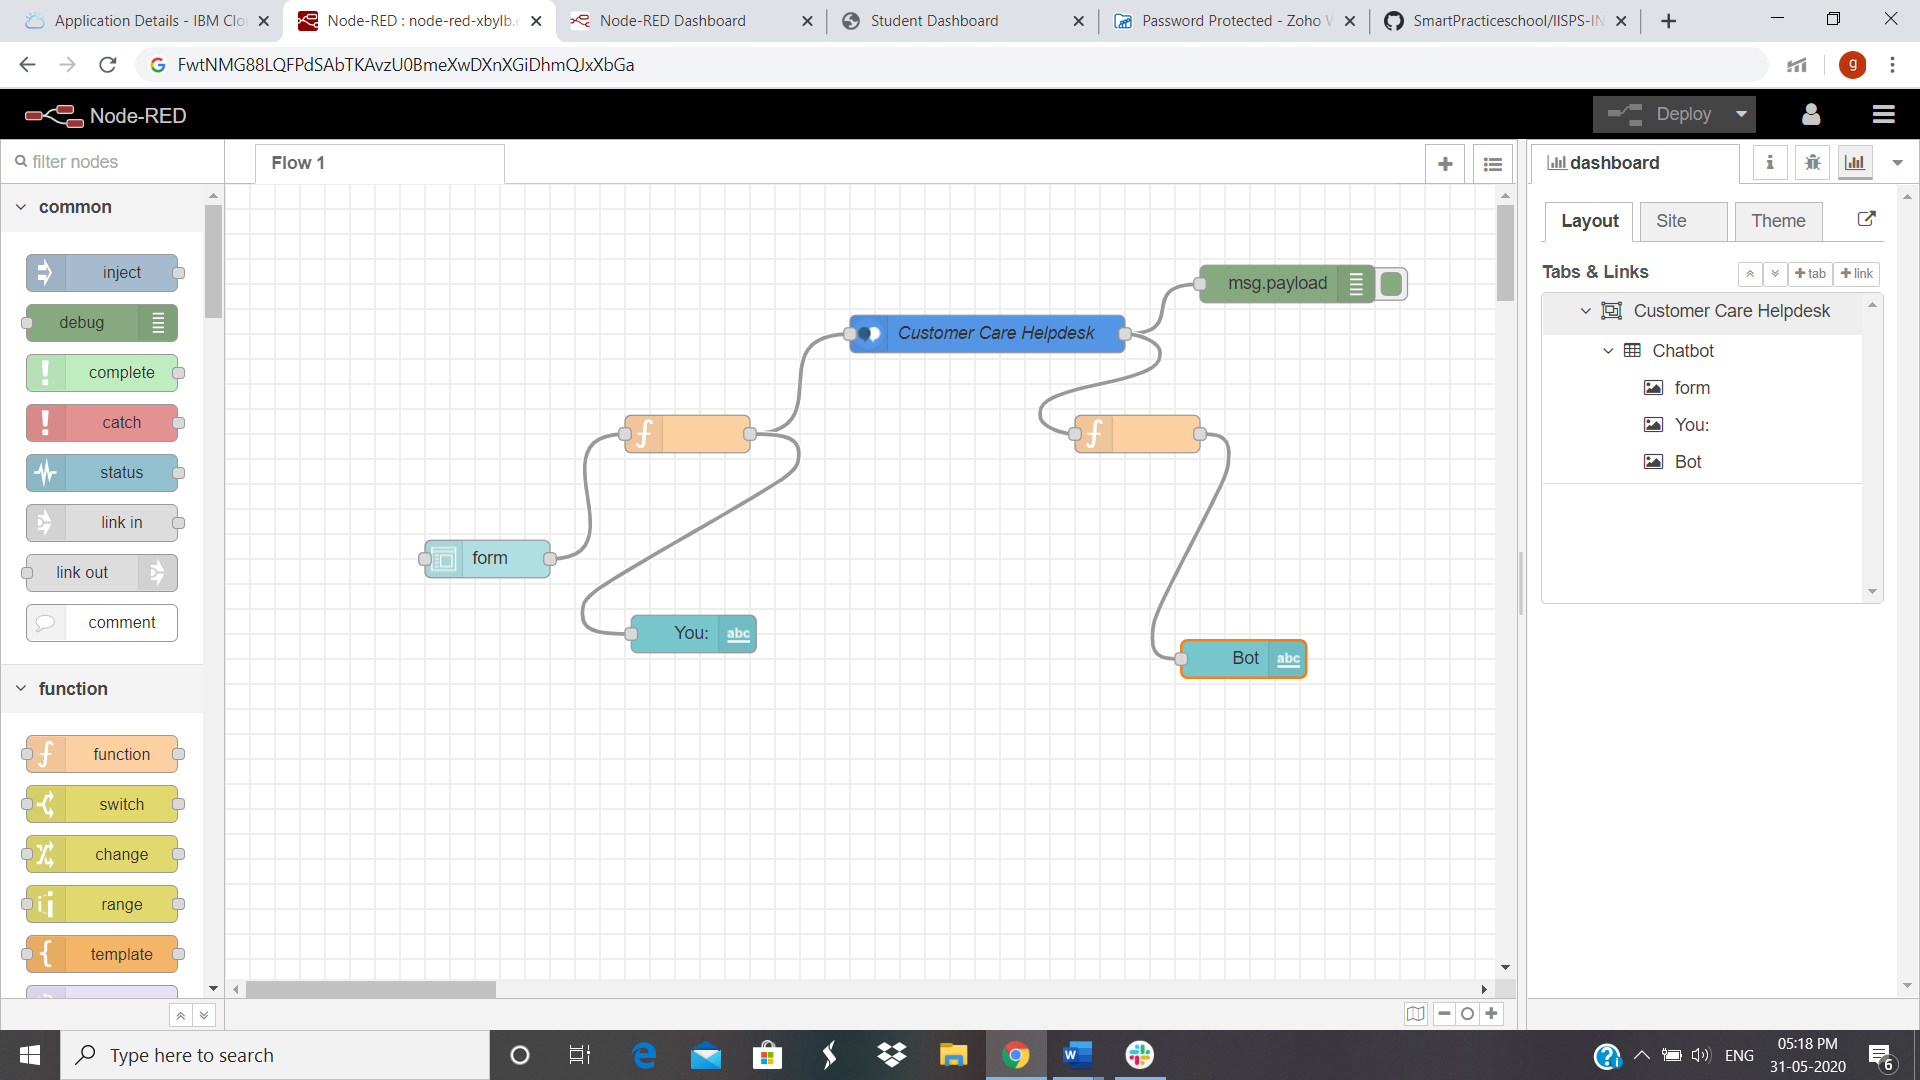 Application Details - IBM Clo
Node-RED : node-red-xbylb.e
Node-RED Dashboard
Student Dashboard
Password Protected - Zoho W
SmartPracticeschool/IISPS-IN
FwtNMG88LQFPdSAbTKAvzU0BmeXwDXnXGiDhmQJxXbGa
g
Node-RED
Deploy
filter nodes
Flow 1
dashboard
common
inject
debug
complete
catch
status
link in
link out
comment
function
function
switch
change
range
template
msg.payload
Customer Care Helpdesk
form
You:
abc
Bot
abc
Layout
Site
Theme
Tabs & Links
tab
link
Customer Care Helpdesk
Chatbot
form
You:
Bot
Type here to search
ENG
05:18 PM
31-05-2020
6